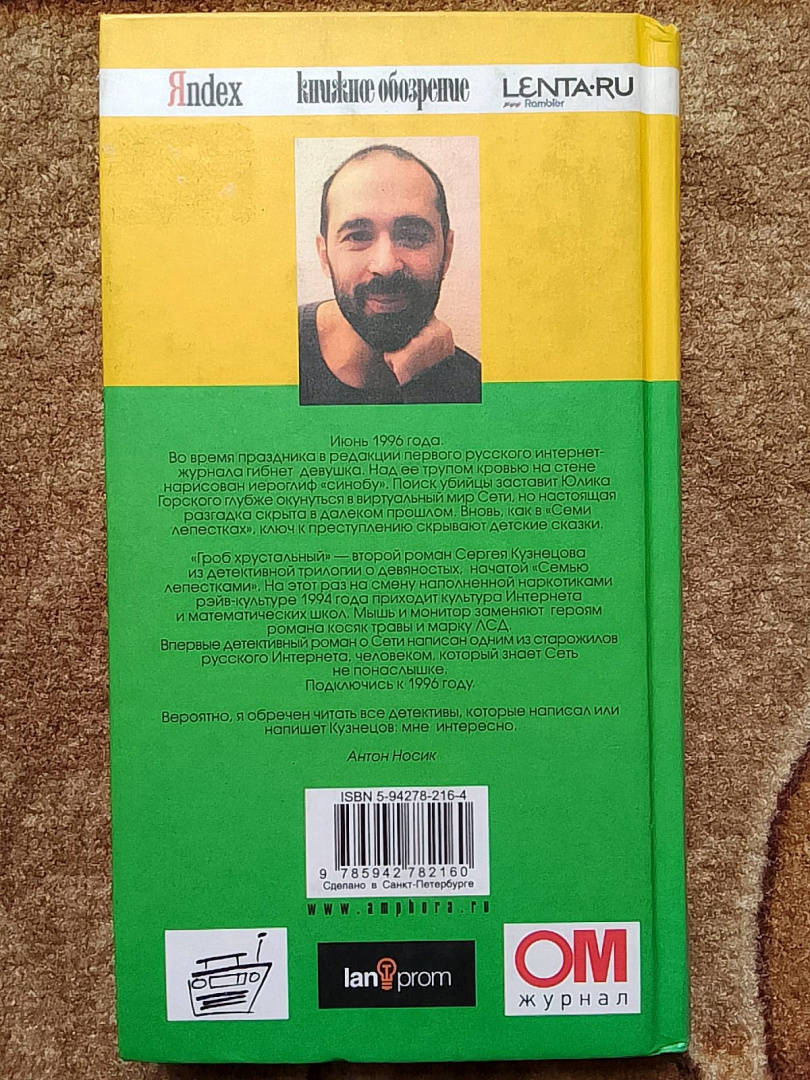 Яndex
книжное обозрение
LENTA.RU
Rambler
Июнь 1996 года.
Во время праздника в редакции первого русского интернет-
журнала гибнет девушка. Над ее трупом кровью на стене
нарисован иероглиф «синобу». Поиск убийцы заставит Юлика
Горского глубже окунуться в виртуальный мир Сети, но настоящая
разгадка скрыта в далеком прошлом. Вновь, как в «Семи
лепестках», ключ к преступлению скрывают детские сказки.
«Гроб хрустальный» — второй роман Сергея Кузнецова
из детективной трилогии о девяностых, начатой «Семью
лепестками». На этот раз на смену наполненной наркотиками
рэйв-культуре 1994 года приходит культура Интернета
и математических школ. Мышь и монитор заменяют героям
романа косяк травы и марку ЛСД.
Впервые детективный роман о Сети написан одним из старожилов
русского Интернета, человеком, который знает Сеть
не понаслышке.
Подключись к 1996 году.
Вероятно, я обречен читать все детективы, которые написал или
напишет Кузнецов: мне интересно.
Антон Носик
ISBN 5-94278-216-4
9 785942 782160
Сделано в Санкт-Петербурге
www.amphora.ru
lan prom
ОМ
журнал